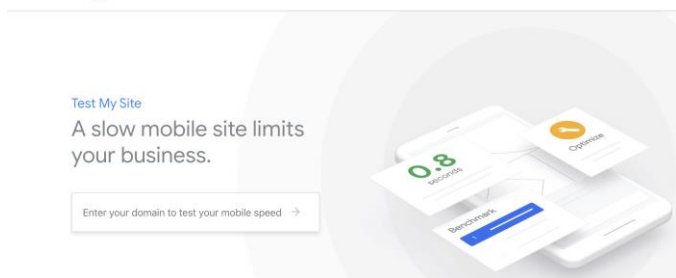 Test My Site
A slow mobile site limits
your business.
Enter your domain to test your mobile speed →
0.8
seconds
Optimize
Benchmark